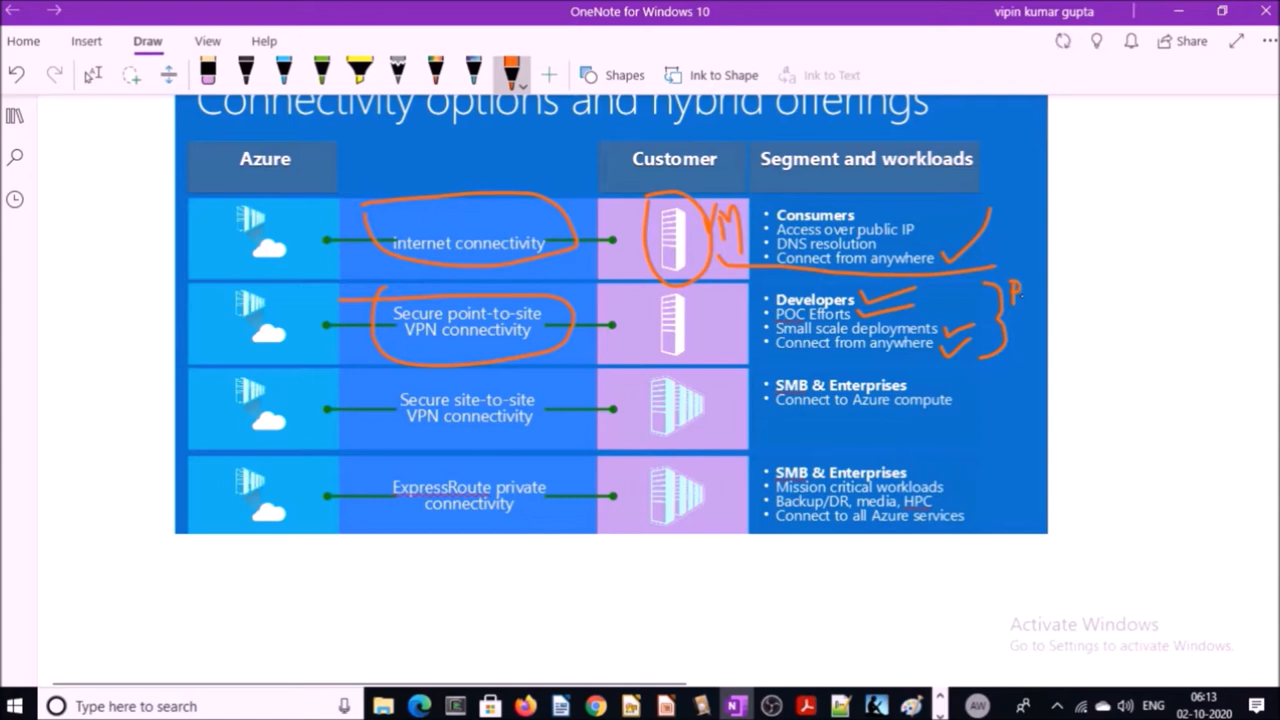 OneNote for Windows 10
vipin kumar gupta
Home Insert Draw View Help
Share
Shapes Ink to Shape Ink to Text
Connectivity options and hybrid offerings
Azure
Customer
Segment and workloads
internet connectivity
VM
• Consumers
• Access over public IP
• DNS resolution
• Connect from anywhere
Secure point-to-site
VPN connectivity
• Developers
• POC Efforts
• Small scale deployments
• Connect from anywhere
P
Secure site-to-site
VPN connectivity
• SMB & Enterprises
• Connect to Azure compute
ExpressRoute private
connectivity
• SMB & Enterprises
• Mission critical workloads
• Backup/DR, media, HPC
• Connect to all Azure services
Activate Windows
Go to Settings to activate Windows.
Type here to search
AW
ENG
06:13
02-10-2020